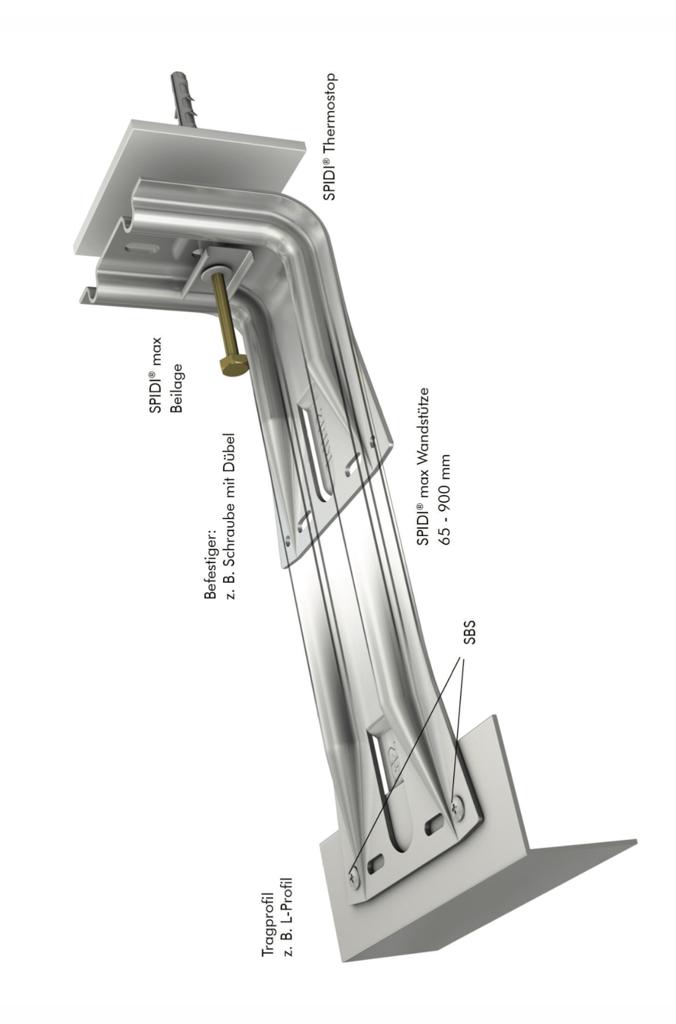 SPIDI® Thermostop
SPIDI® max
Beilage
Befestiger:
z. B. Schraube mit Dübel
SPIDI® max Wandstütze
65 - 900 mm
SBS
Tragprofil
z. B. L-Profil